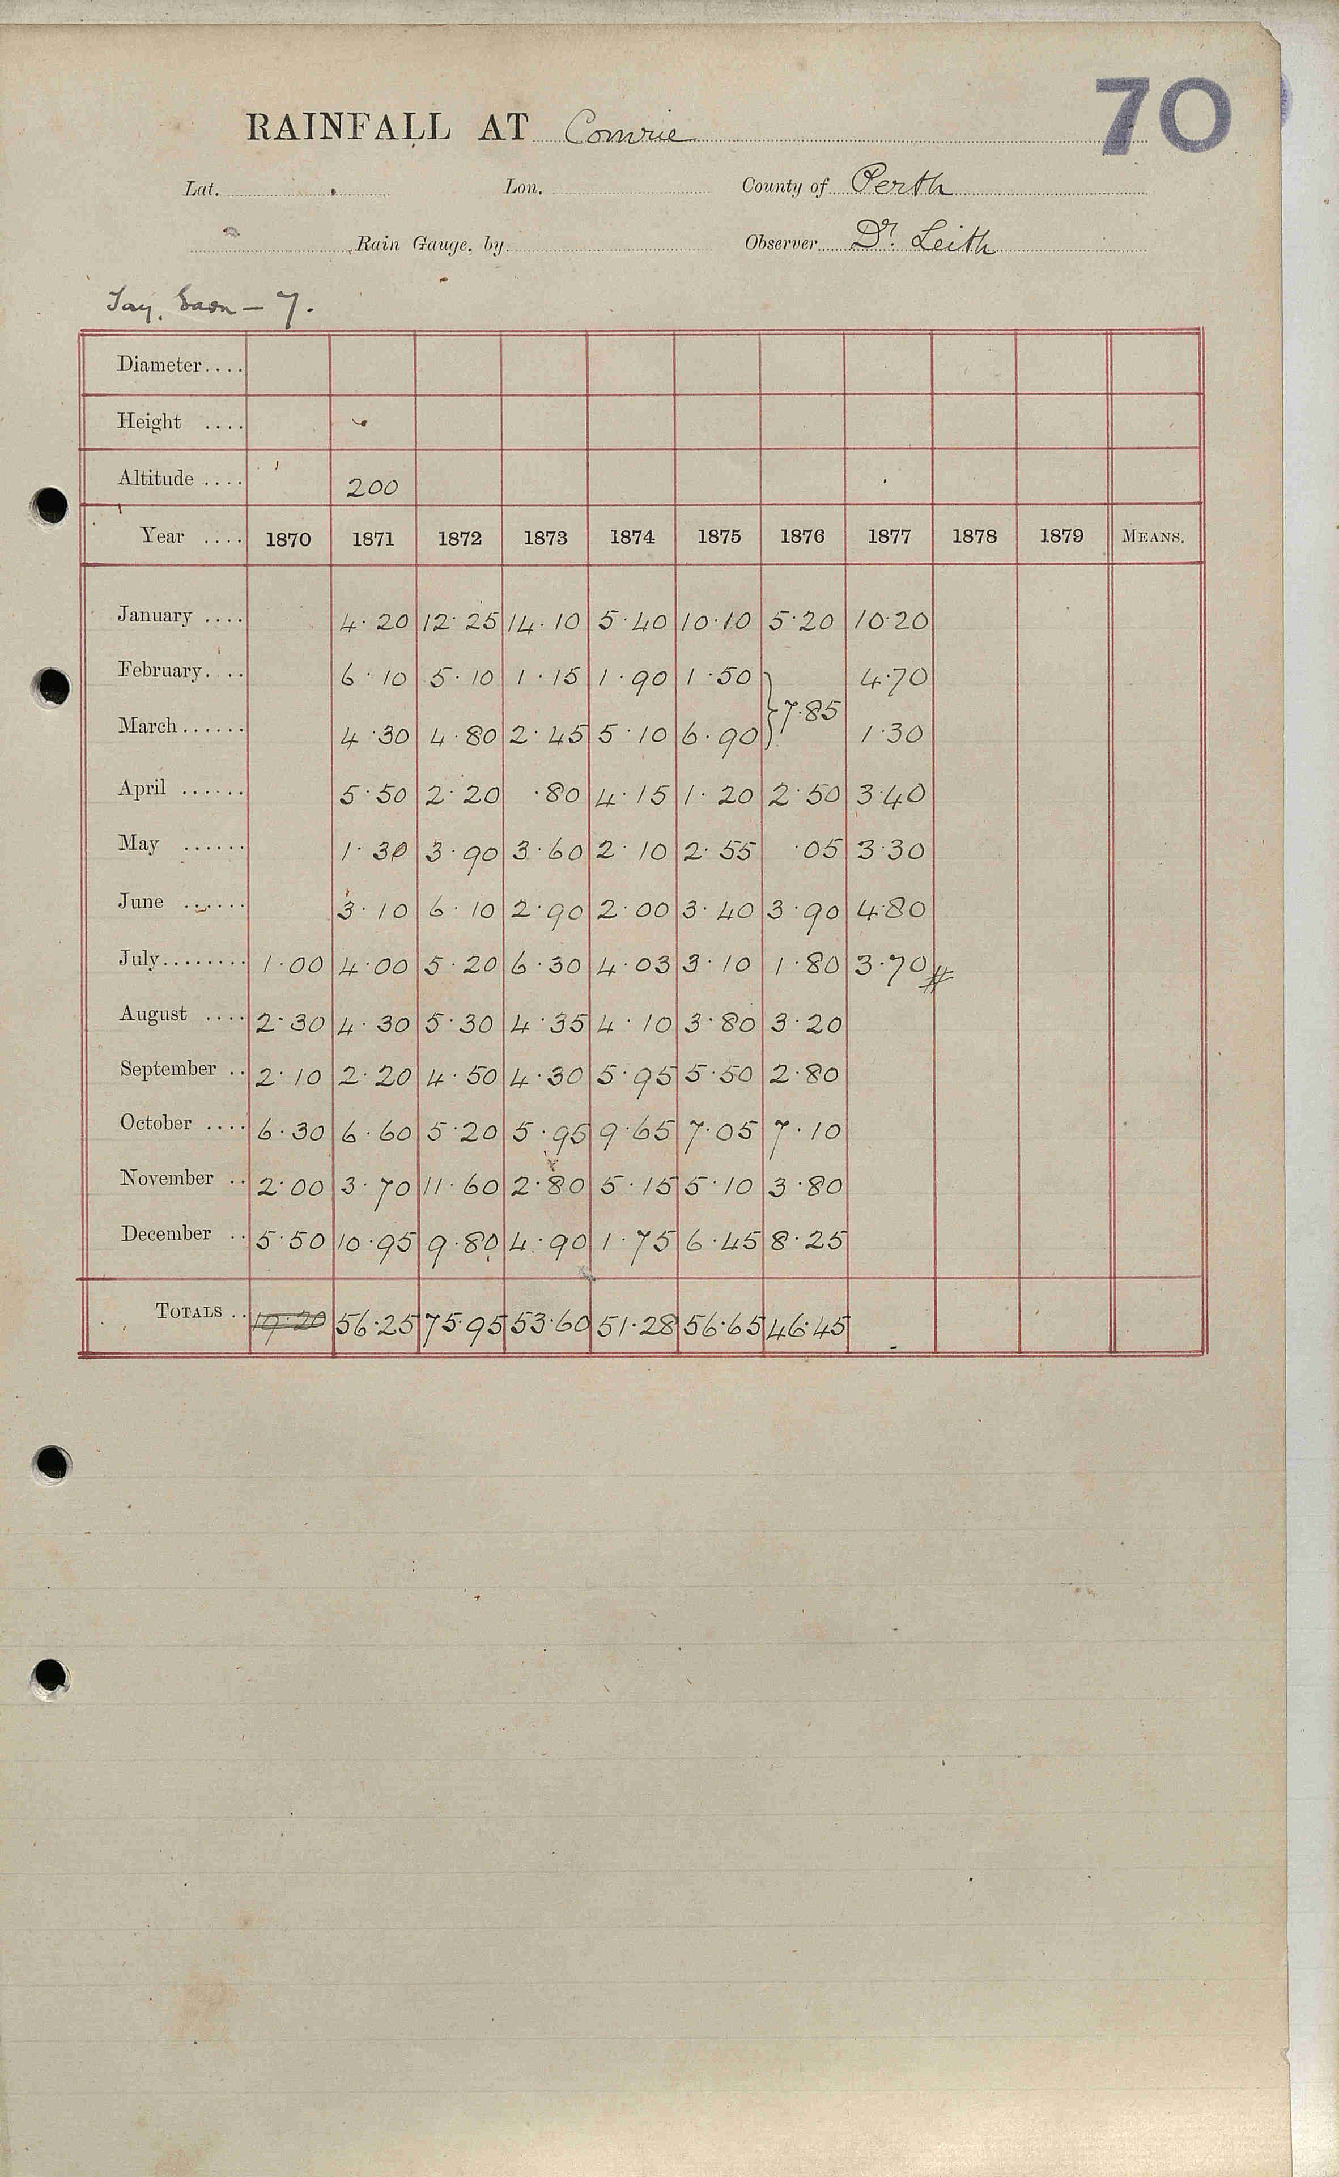 70
RAINFALL AT Comrie
Lat. Lon. County of Perth
Rain Gauge. by Observer Dr. Leith
Tay, Earn - 7.
Diameter....
Height ....
Altitude .... 200
Year .... 1870 1871 1872 1873 1874 1875 1876 1877 1878 1879 MEANS.
January .... 4.20 12.25 14.10 5.40 10.10 5.20 10.20
February.... 6.10 5.10 1.15 1.90 1.50 4.70
} 7.85
March...... 4.30 4.80 2.45 5.10 6.90 1.30
April ...... 5.50 2.20 .80 4.15 1.20 2.50 3.40
May ...... 1.30 3.90 3.60 2.10 2.55 .05 3.30
June ...... 3.10 6.10 2.90 2.00 3.40 3.90 4.80
July........ 1.00 4.00 5.20 6.30 4.03 3.10 1.80 3.70 #
August .... 2.30 4.30 5.30 4.35 4.10 3.80 3.20
September .. 2.10 2.20 4.50 4.30 5.95 5.50 2.80
October .... 6.30 6.60 5.20 5.95 9.65 7.05 7.10
November .. 2.00 3.70 11.60 2.80 5.15 5.10 3.80
December .. 5.50 10.95 9.80 4.90 1.75 6.45 8.25
TOTALS .. 19.20 56.25 75.95 53.60 51.28 56.65 46.45